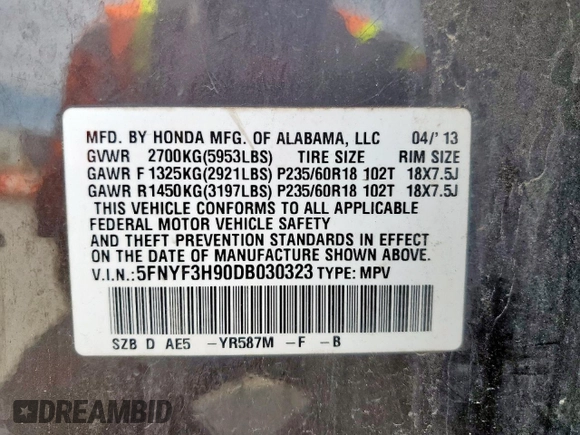 MFD. BY HONDA MFG. OF ALABAMA, LLC 04/'13
GVWR 2700KG(5953LBS) TIRE SIZE RIM SIZE
GAWR F 1325KG(2921LBS) P235/60R18 102T 18X7.5J
GAWR R1450KG(3197LBS) P235/60R18 102T 18X7.5J
THIS VEHICLE CONFORMS TO ALL APPLICABLE
FEDERAL MOTOR VEHICLE SAFETY
AND THEFT PREVENTION STANDARDS IN EFFECT
ON THE DATE OF MANUFACTURE SHOWN ABOVE.
V.I.N.: 5FNYF3H90DB030323 TYPE: MPV
SZB D AE5 -YR587M -F -B
DREAMBID